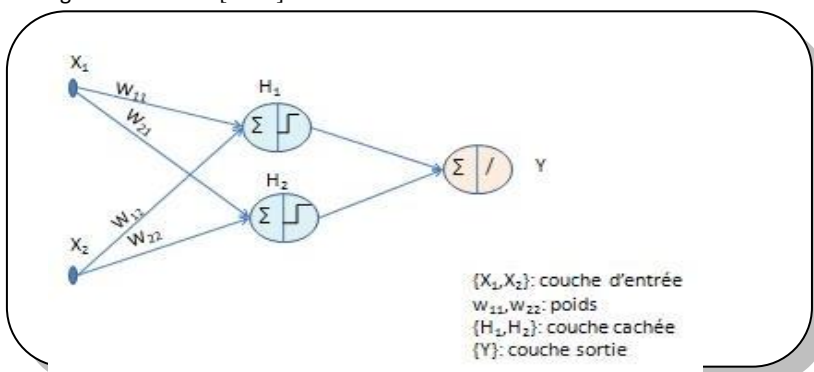 X₁
W₁₁
W₂₁
H₁
Σ
Σ /
Y
H₂
Σ
W₁₂
W₂₂
X₂
{X₁,X₂}: couche d'entrée
w₁₁,w₂₂: poids
{H₁,H₂}: couche cachée
{Y}: couche sortie